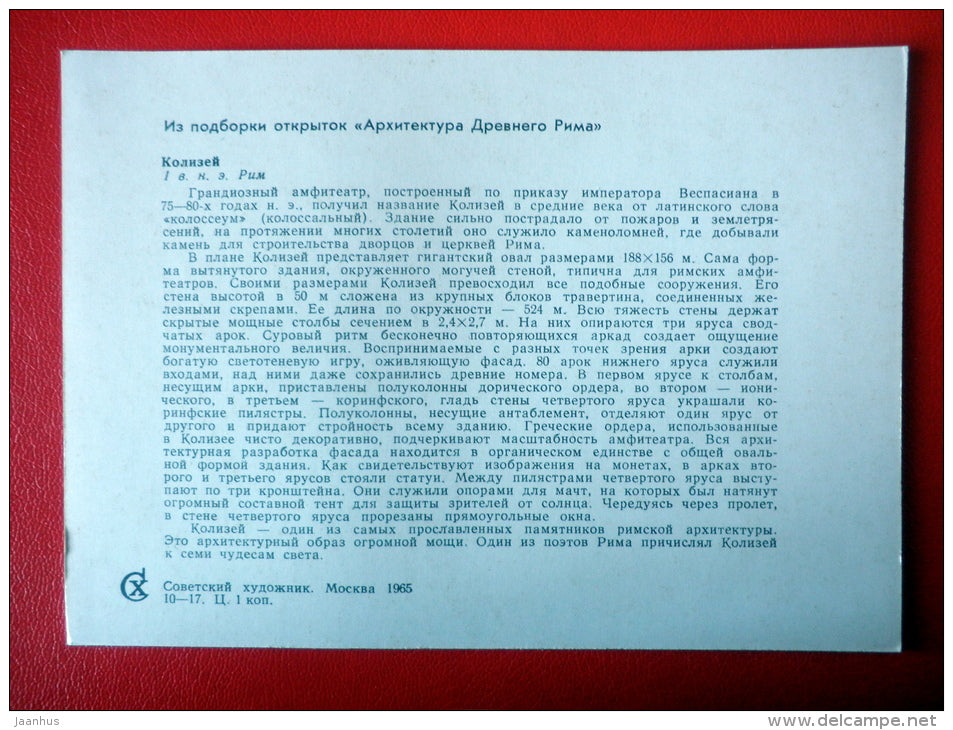 Из подборки открыток «Архитектура Древнего Рима»
Колизей
I в. н. э. Рим
Грандиозный амфитеатр, построенный по приказу императора Веспасиана в
75—80-х годах н. э., получил название Колизей в средние века от латинского слова
«колоссеум» (колоссальный). Здание сильно пострадало от пожаров и землетря-
сений, на протяжении многих столетий оно служило каменоломней, где добывали
камень для строительства дворцов и церквей Рима.
В плане Колизей представляет гигантский овал размерами 188×156 м. Сама фор-
ма вытянутого здания, окруженного могучей стеной, типична для римских амфи-
театров. Своими размерами Колизей превосходил все подобные сооружения. Его
стена высотой в 50 м сложена из крупных блоков травертина, соединенных же-
лезными скрепами. Ее длина по окружности — 524 м. Всю тяжесть стены держат
скрытые мощные столбы сечением в 2,4×2,7 м. На них опираются три яруса свод-
чатых арок. Суровый ритм бесконечно повторяющихся аркад создает ощущение
монументального величия. Воспринимаемые с разных точек зрения арки создают
богатую светотеневую игру, оживляющую фасад. 80 арок нижнего яруса служили
входами, над ними даже сохранились древние номера. В первом ярусе к столбам,
несущим арки, приставлены полуколонны дорического ордера, во втором — иони-
ческого, в третьем — коринфского, гладь стены четвертого яруса украшали ко-
ринфские пилястры. Полуколонны, несущие антаблемент, отделяют один ярус от
другого и придают стройность всему зданию. Греческие ордера, использованные
в Колизее чисто декоративно, подчеркивают масштабность амфитеатра. Вся архи-
тектурная разработка фасада находится в органическом единстве с общей оваль-
ной формой здания. Как свидетельствуют изображения на монетах, в арках вто-
рого и третьего ярусов стояли статуи. Между пилястрами четвертого яруса высту-
пают по три кронштейна. Они служили опорами для мачт, на которых был натянут
огромный составной тент для защиты зрителей от солнца. Чередуясь через пролет,
в стене четвертого яруса прорезаны прямоугольные окна.
Колизей — один из самых прославленных памятников римской архитектуры.
Это архитектурный образ огромной мощи. Один из поэтов Рима причислял Колизей
к семи чудесам света.
СХ
Советский художник. Москва 1965
10—17. Ц. 1 коп.
jaanhus
delcampe.net